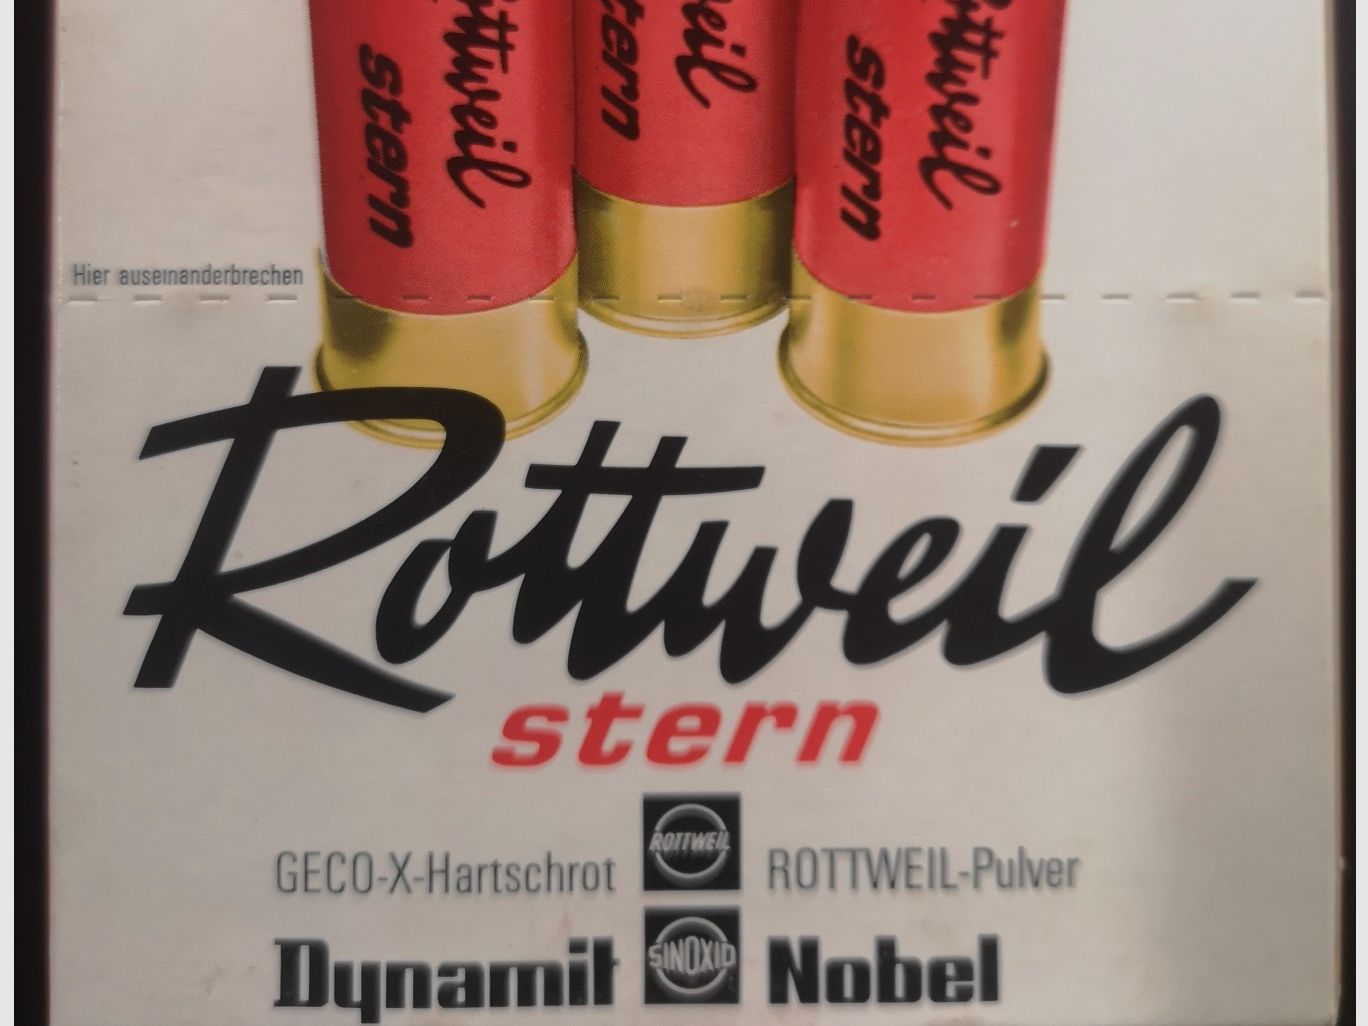 Rottweil
stern
Rottweil
stern
Rottweil
stern
Hier auseinanderbrechen
Rottweil
stern
GECO-X-Hartschrot ROTTWEIL ROTTWEIL-Pulver
Dynamit SINOXID Nobel